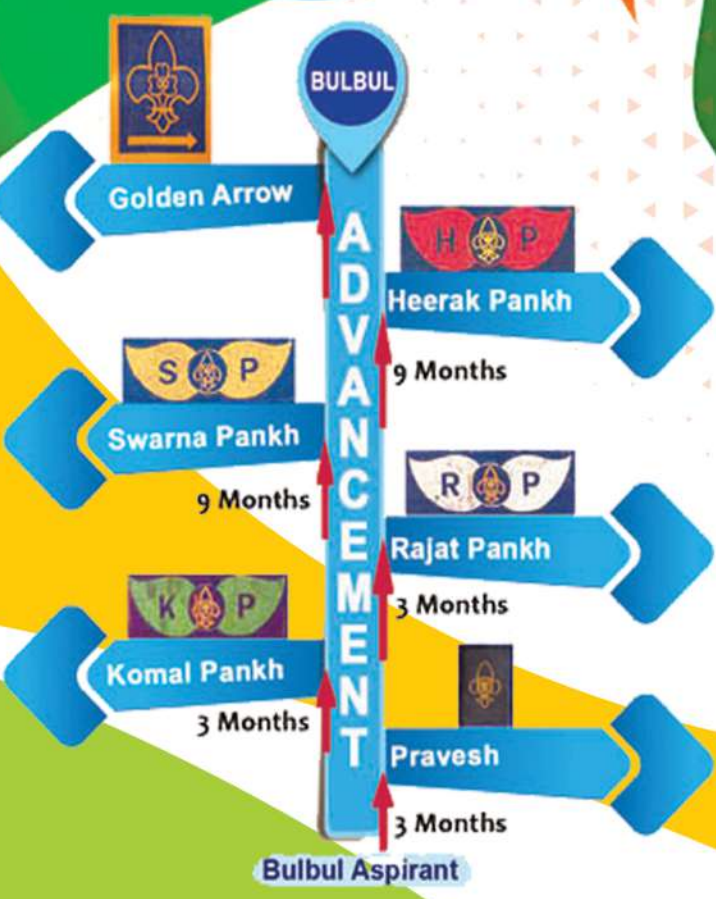 BULBUL
Golden Arrow
ADVANCEMENT
H P
Heerak Pankh
9 Months
S P
Swarna Pankh
9 Months
R P
Rajat Pankh
3 Months
K P
Komal Pankh
3 Months
Pravesh
3 Months
Bulbul Aspirant